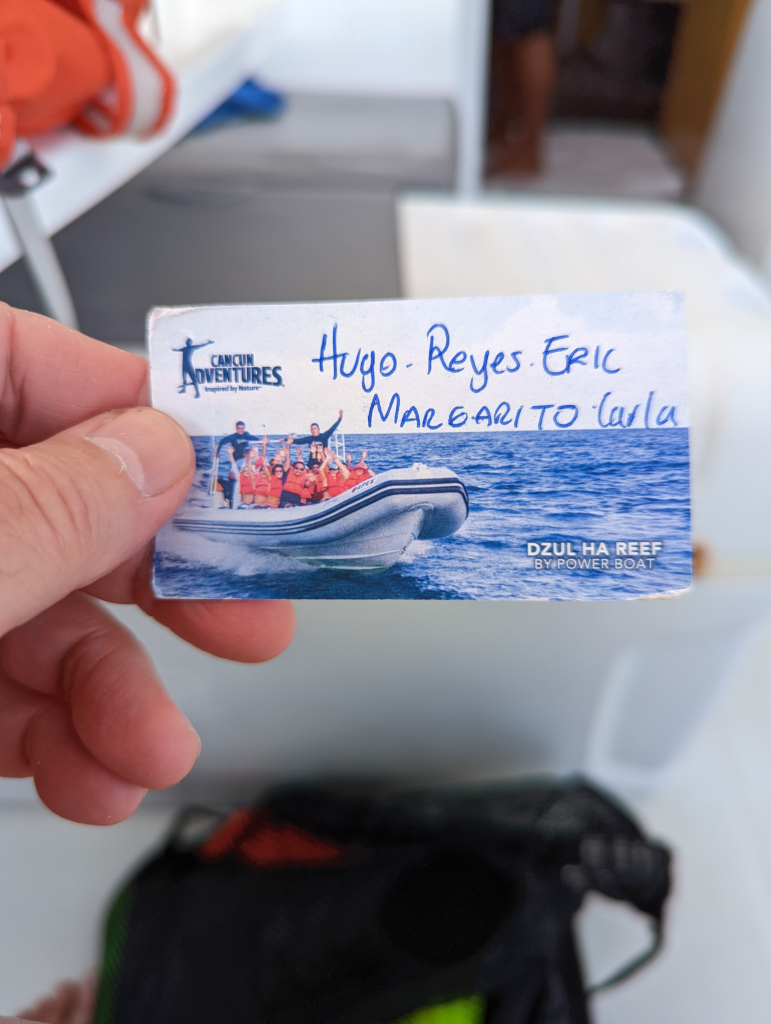 Hugo. Reyes. ERIC
MARGARITO. Carla
CANCUN
ADVENTURES
Inspired by Nature
DZUL HA REEF
BY POWER BOAT